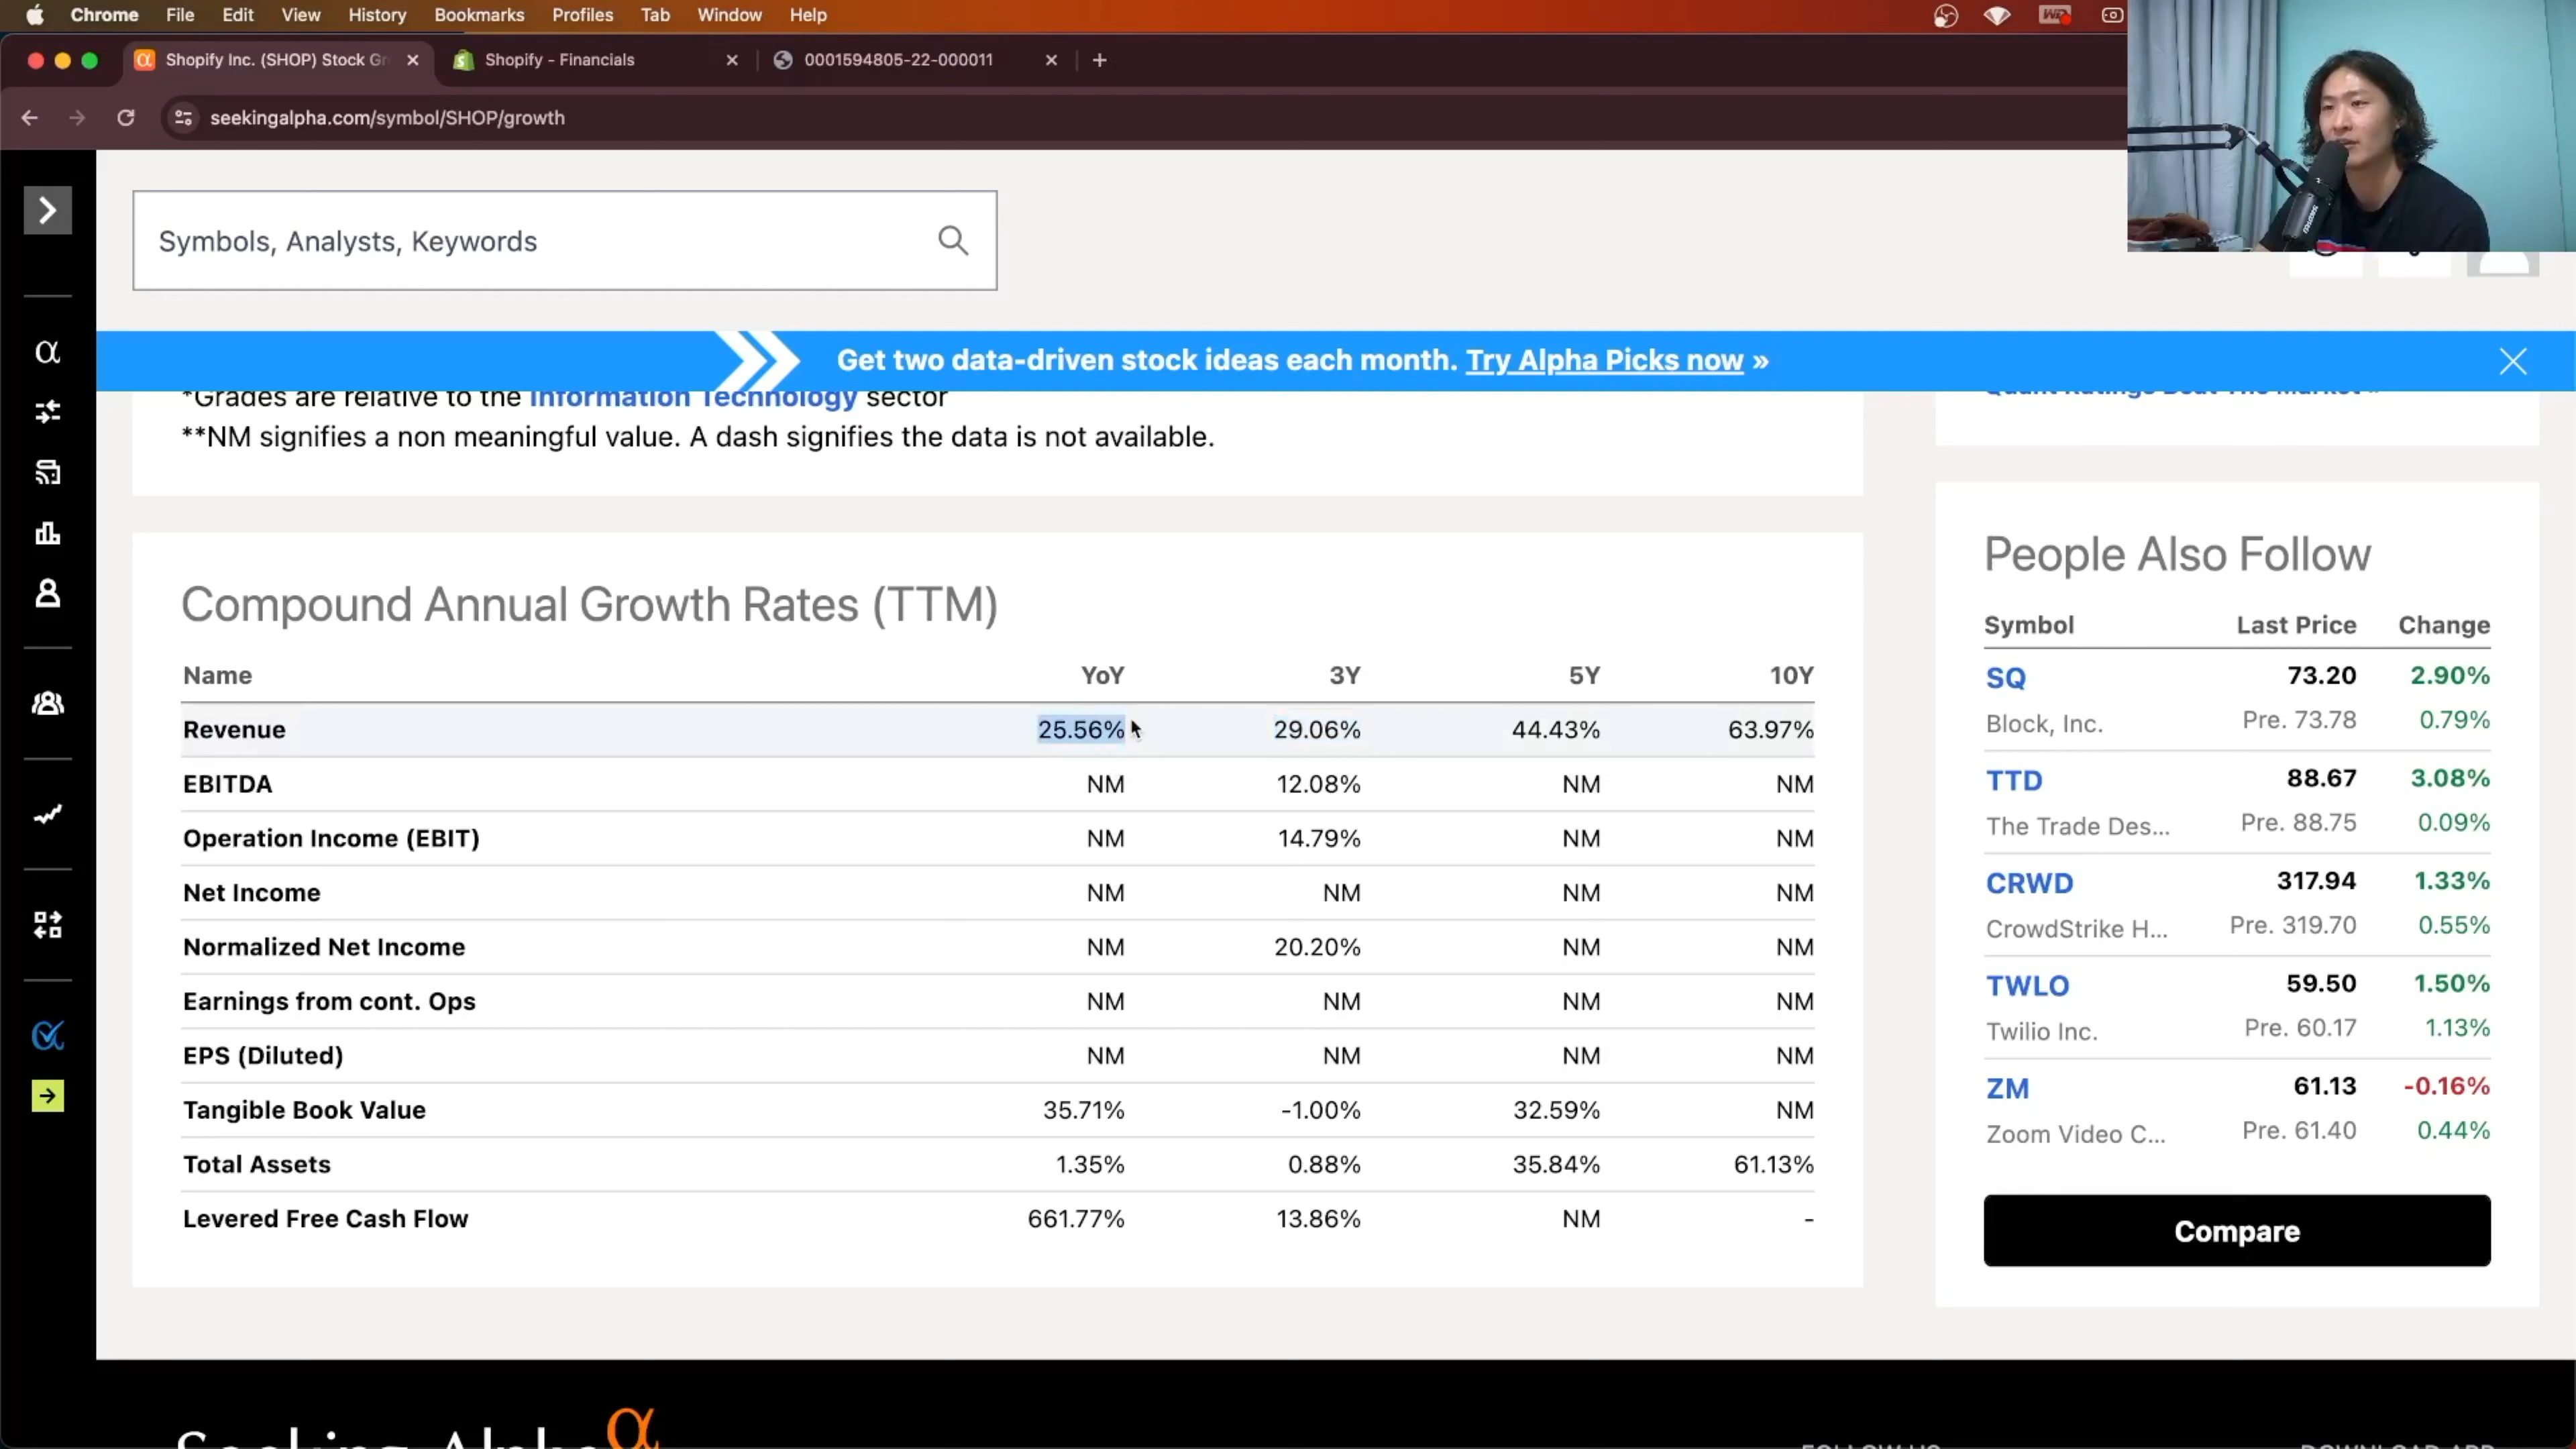 Chrome File Edit View History Bookmarks Profiles Tab Window Help
Shopify Inc. (SHOP) Stock Gr
Shopify - Financials
0001594805-22-000011
seekingalpha.com/symbol/SHOP/growth
Symbols, Analysts, Keywords
Get two data-driven stock ideas each month. Try Alpha Picks now »
*Grades are relative to the Information Technology sector
**NM signifies a non meaningful value. A dash signifies the data is not available.
Compound Annual Growth Rates (TTM)
Name YoY 3Y 5Y 10Y
Revenue 25.56% 29.06% 44.43% 63.97%
EBITDA NM 12.08% NM NM
Operation Income (EBIT) NM 14.79% NM NM
Net Income NM NM NM NM
Normalized Net Income NM 20.20% NM NM
Earnings from cont. Ops NM NM NM NM
EPS (Diluted) NM NM NM NM
Tangible Book Value 35.71% -1.00% 32.59% NM
Total Assets 1.35% 0.88% 35.84% 61.13%
Levered Free Cash Flow 661.77% 13.86% NM -
Quant Ratings Beat The Market »
People Also Follow
Symbol Last Price Change
SQ 73.20 2.90%
Block, Inc. Pre. 73.78 0.79%
TTD 88.67 3.08%
The Trade Des... Pre. 88.75 0.09%
CRWD 317.94 1.33%
CrowdStrike H... Pre. 319.70 0.55%
TWLO 59.50 1.50%
Twilio Inc. Pre. 60.17 1.13%
ZM 61.13 -0.16%
Zoom Video C... Pre. 61.40 0.44%
Compare
Seeking Alpha α
FOLLOW US
DOWNLOAD APP